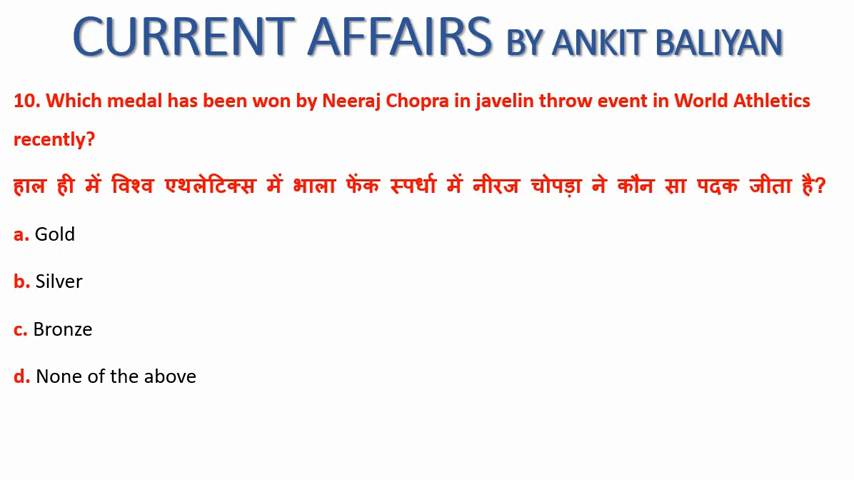 CURRENT AFFAIRS BY ANKIT BALIYAN
10. Which medal has been won by Neeraj Chopra in javelin throw event in World Athletics
recently?
हाल ही में विश्व एथलेटिक्स में भाला फेंक स्पर्धा में नीरज चोपड़ा ने कौन सा पदक जीता है?
a. Gold
b. Silver
c. Bronze
d. None of the above